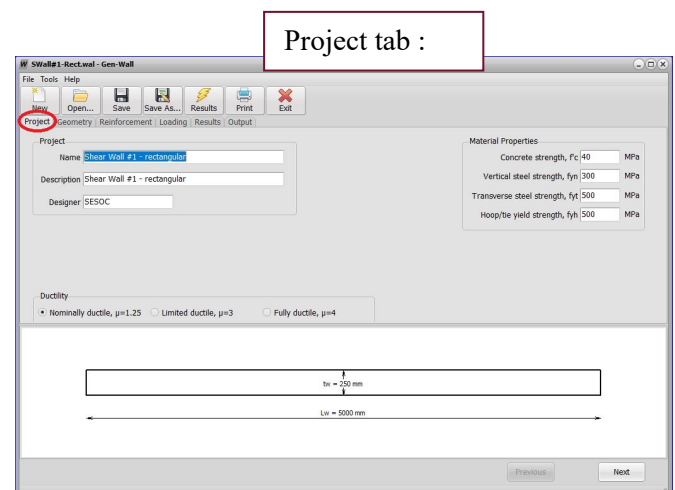 Project tab :
W SWall#1-Rect.wal - Gen-Wall
File Tools Help
New Open... Save Save As... Results Print Exit
Project Geometry Reinforcement Loading Results Output
Project
Name Shear Wall #1 - rectangular
Description Shear Wall #1 - rectangular
Designer SESOC
Material Properties
Concrete strength, f'c 40 MPa
Vertical steel strength, fyn 300 MPa
Transverse steel strength, fyt 500 MPa
Hoop/tie yield strength, fyh 500 MPa
Ductility
Nominally ductile, μ=1.25 Limited ductile, μ=3 Fully ductile, μ=4
tw = 250 mm
Lw = 5000 mm
Previous Next